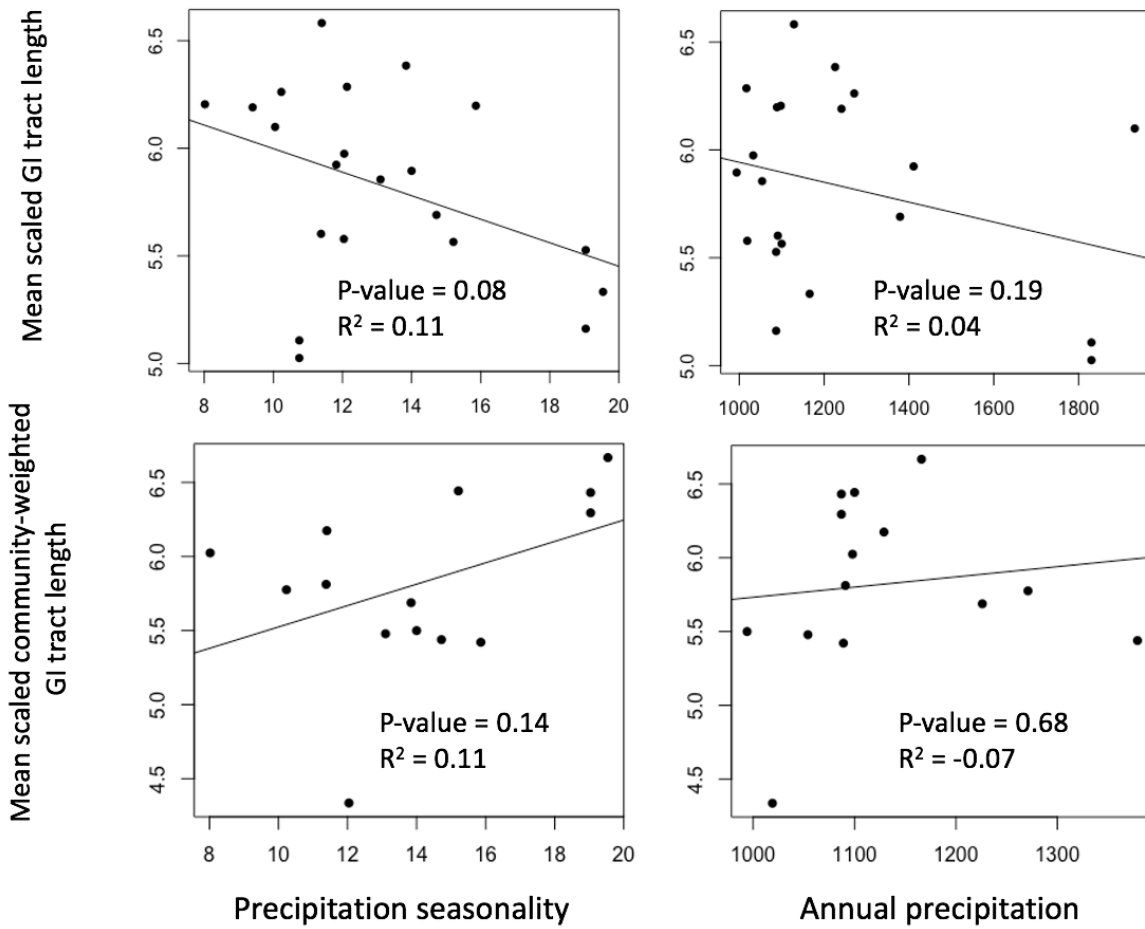 Mean scaled GI tract length
6.5
6.0
5.5
5.0
P-value = 0.08
R² = 0.11
8 10 12 14 16 18 20
6.5
6.0
5.5
5.0
P-value = 0.19
R² = 0.04
1000 1200 1400 1600 1800
Mean scaled community-weighted
GI tract length
6.5
6.0
5.5
5.0
4.5
P-value = 0.14
R² = 0.11
8 10 12 14 16 18 20
6.5
6.0
5.5
5.0
4.5
P-value = 0.68
R² = -0.07
1000 1100 1200 1300
Precipitation seasonality
Annual precipitation